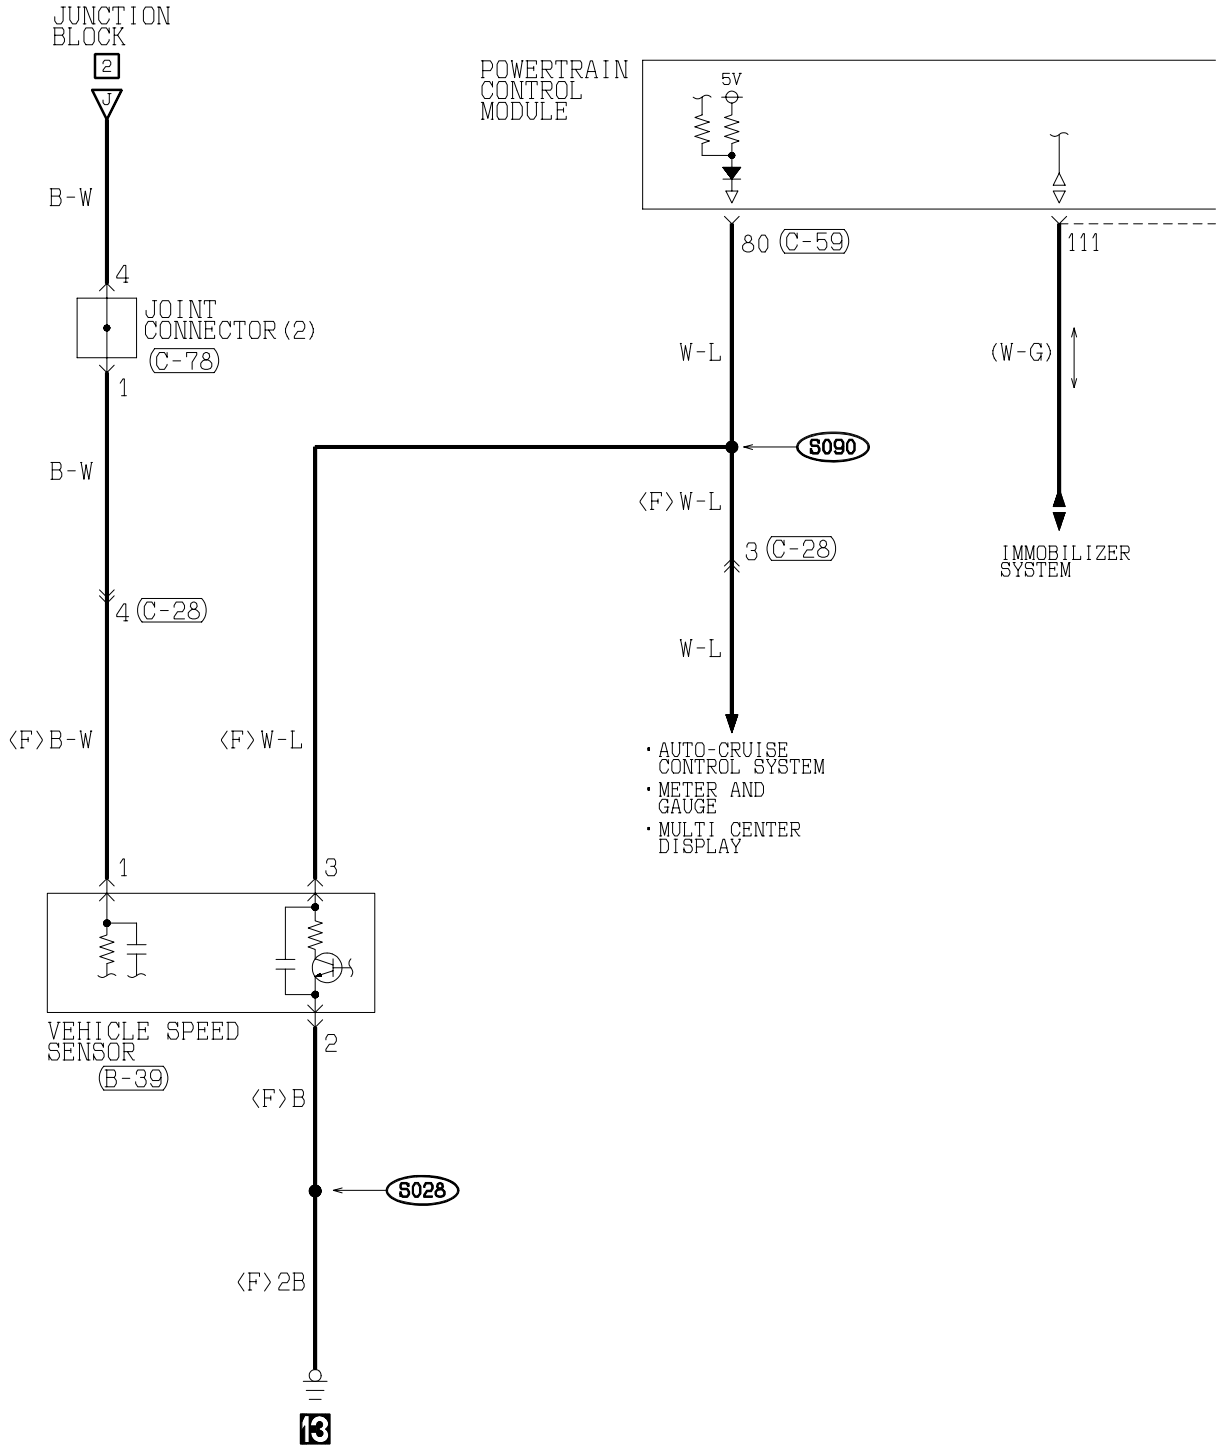 JUNCTION
BLOCK
2
J
B-W
4
JOINT
CONNECTOR(2)
(C-78)
1
B-W
4 (C-28)
<F>B-W
1
POWERTRAIN
CONTROL
MODULE
5V
80 (C-59)
111
W-L
(W-G)
S090
<F>W-L
3 (C-28)
IMMOBILIZER
SYSTEM
W-L
<F>W-L
・AUTO-CRUISE
CONTROL SYSTEM
・METER AND
GAUGE
・MULTI CENTER
DISPLAY
3
VEHICLE SPEED
SENSOR
(B-39)
2
<F>B
S028
<F>2B
13